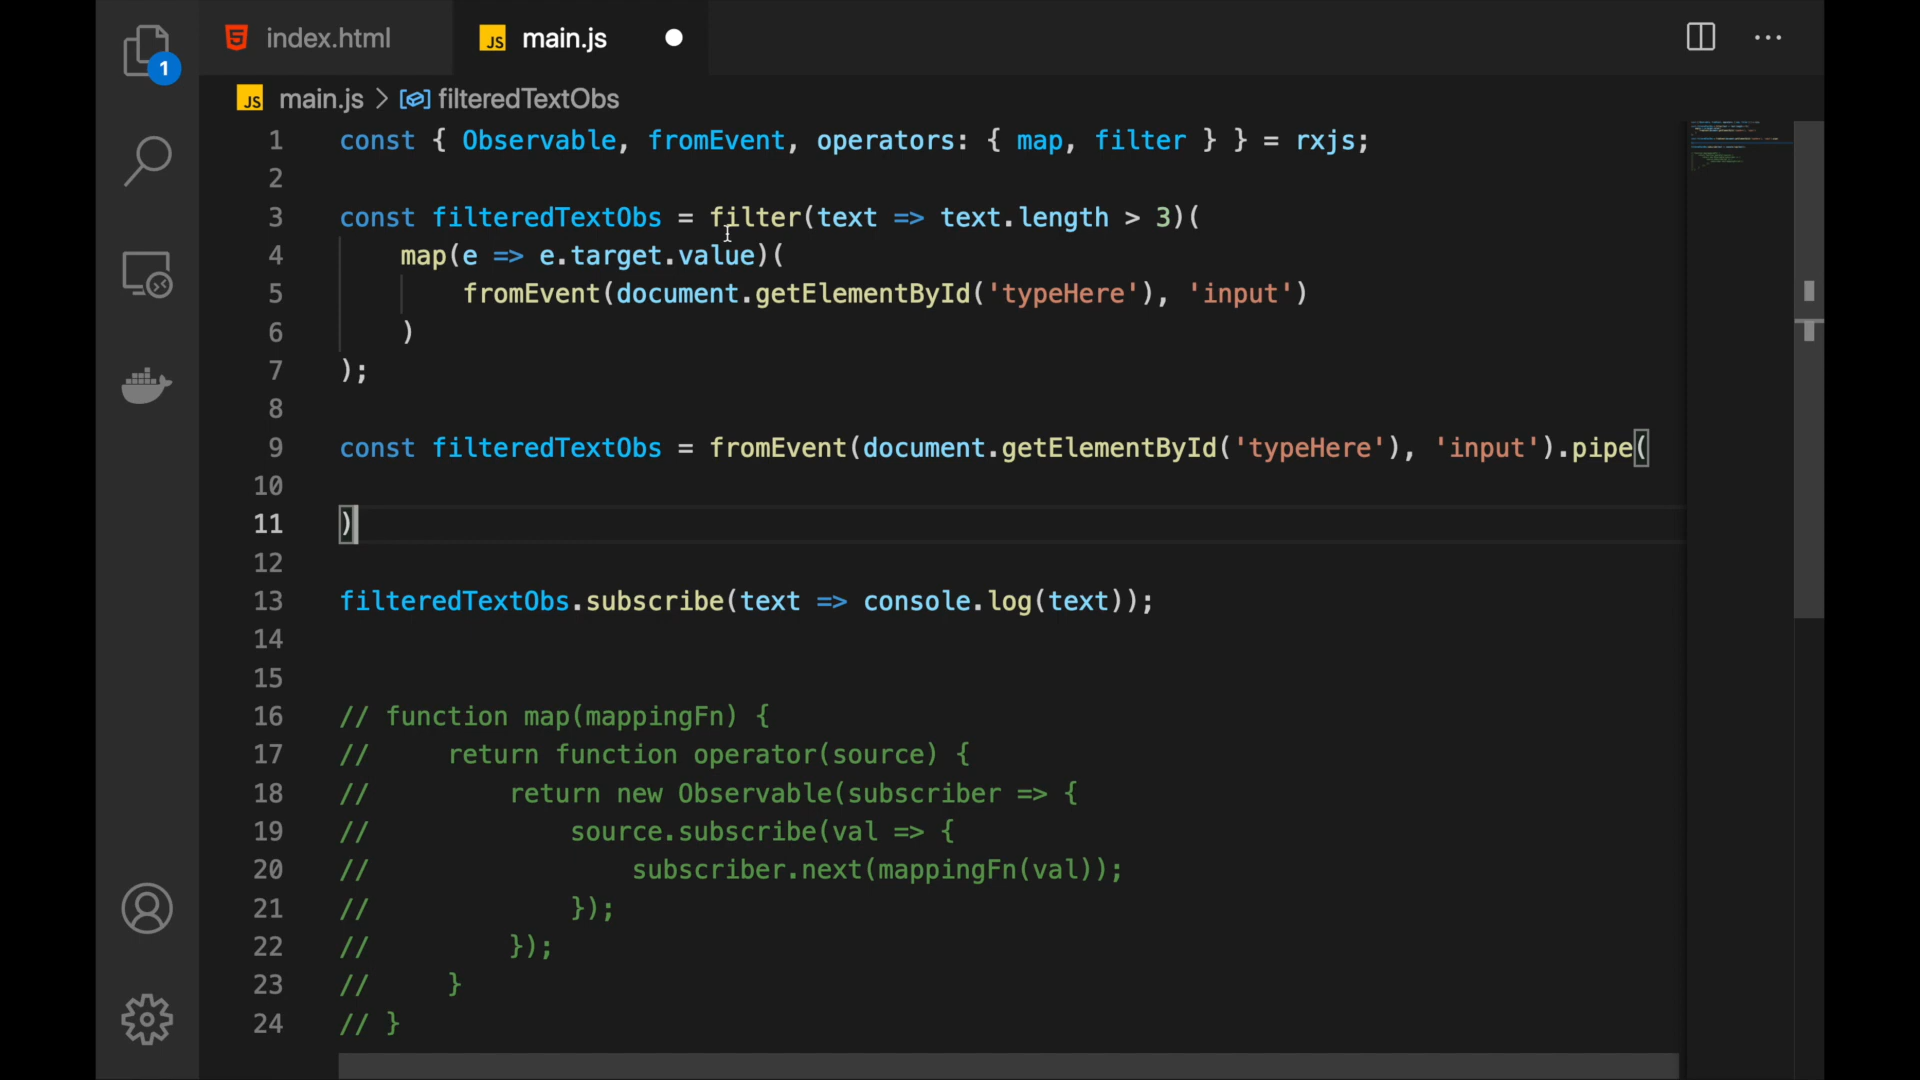 index.html
JS main.js
1
JS main.js > filteredTextObs
1 const { Observable, fromEvent, operators: { map, filter } } = rxjs;
2
3 const filteredTextObs = filter(text => text.length > 3)(
4     map(e => e.target.value)(
5         fromEvent(document.getElementById('typeHere'), 'input')
6     )
7 );
8
9 const filteredTextObs = fromEvent(document.getElementById('typeHere'), 'input').pipe(
10
11 )
12
13 filteredTextObs.subscribe(text => console.log(text));
14
15
16 // function map(mappingFn) {
17 //     return function operator(source) {
18 //         return new Observable(subscriber => {
19 //             source.subscribe(val => {
20 //                 subscriber.next(mappingFn(val));
21 //             });
22 //         });
23 //     }
24 // }